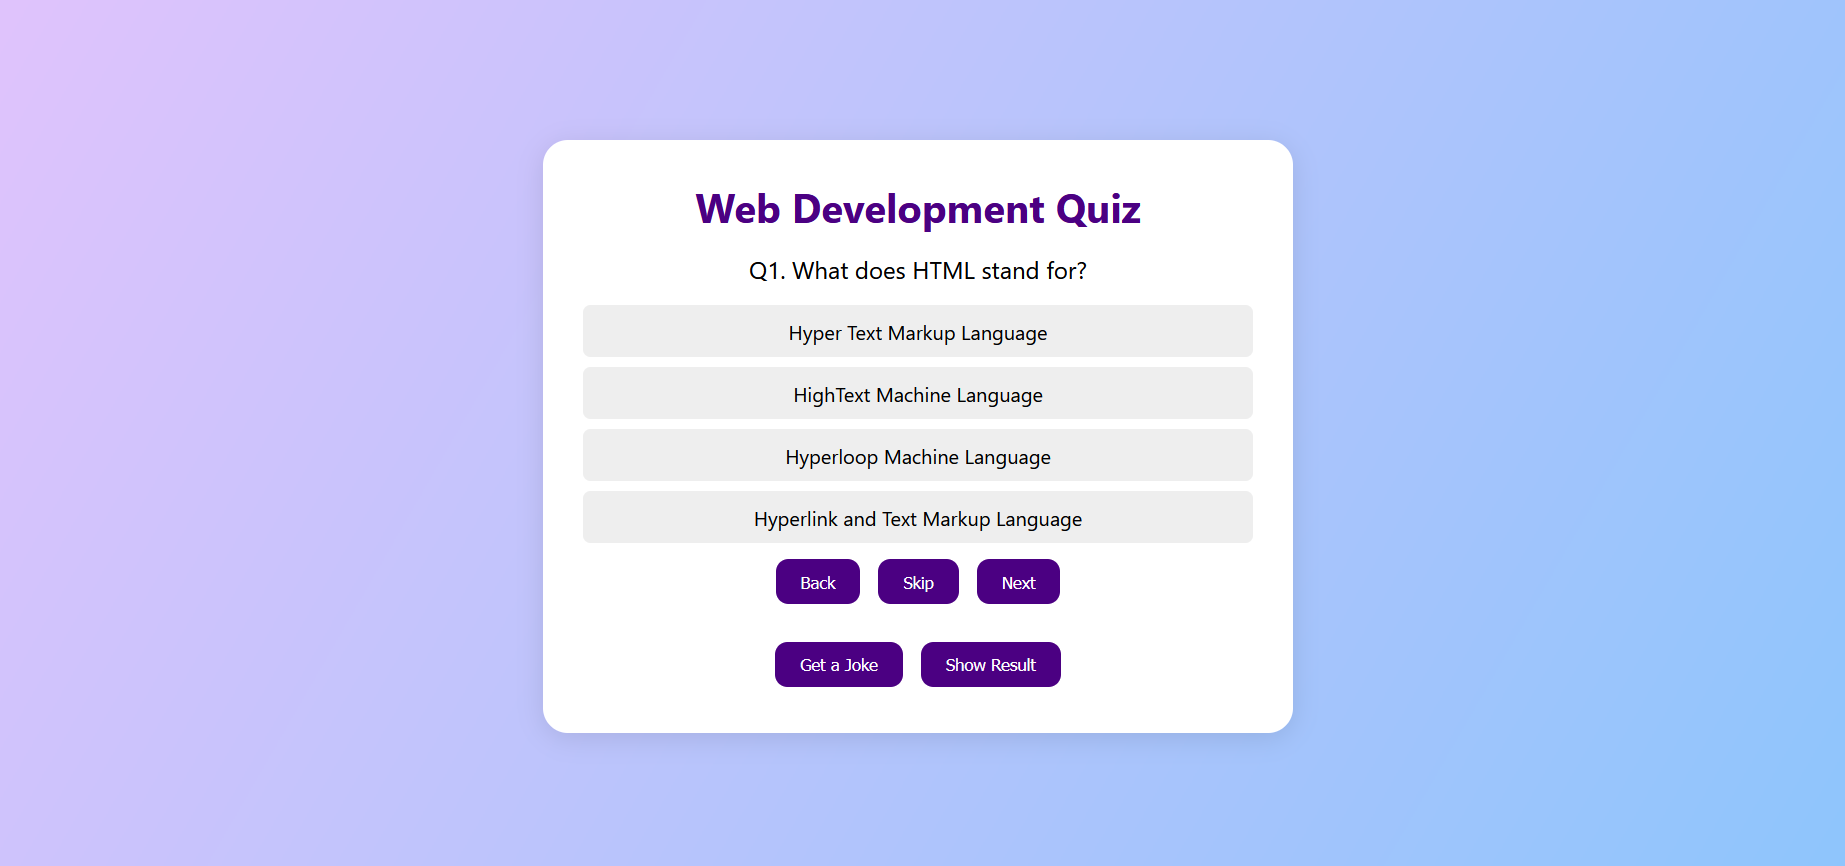 Web Development Quiz
Q1. What does HTML stand for?
Hyper Text Markup Language
HighText Machine Language
Hyperloop Machine Language
Hyperlink and Text Markup Language
Back Skip Next
Get a Joke Show Result